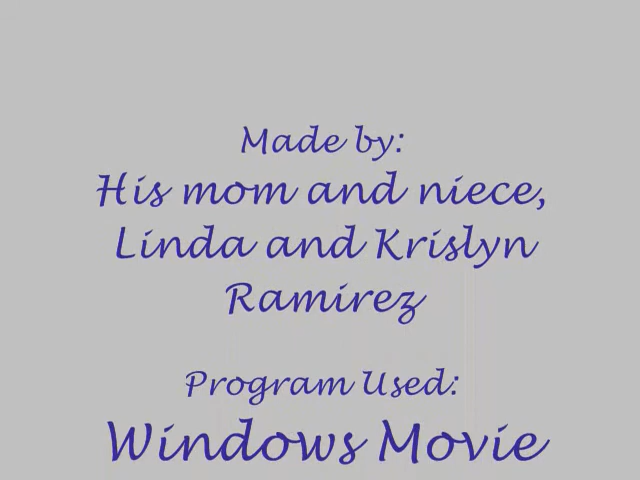 Made by:
His mom and niece,
Linda and Krislyn
Ramirez
Program Used:
Windows Movie